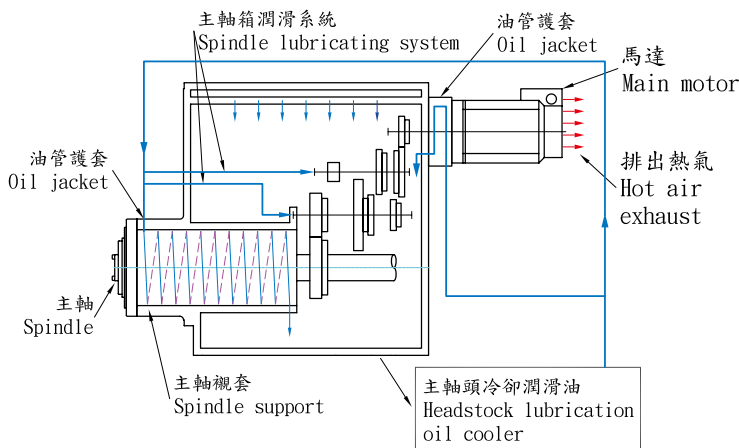 主軸箱潤滑系統
Spindle lubricating system
油管護套
Oil jacket
馬達
Main motor
油管護套
Oil jacket
排出熱氣
Hot air
exhaust
主軸
Spindle
主軸襯套
Spindle support
主軸頭冷卻潤滑油
Headstock lubrication
oil cooler